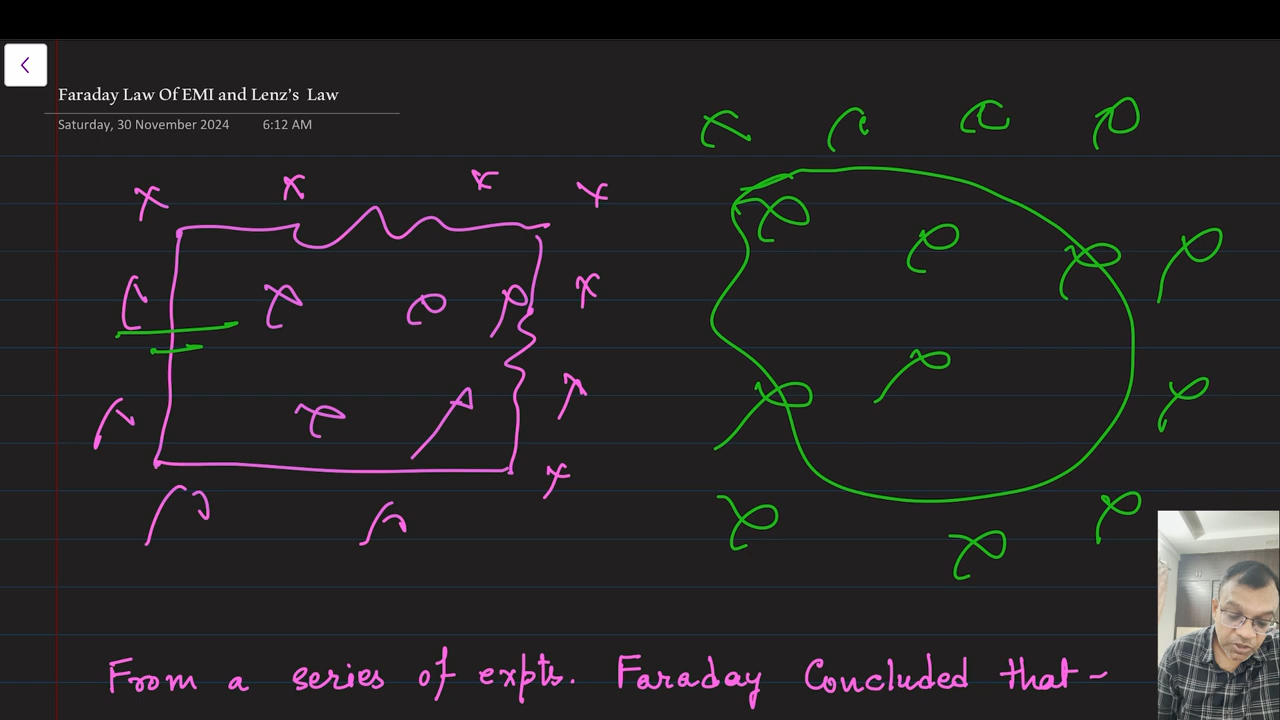 Faraday Law Of EMI and Lenz's Law
Saturday, 30 November 2024 6:12 AM
From a series of expts. Faraday Concluded that -